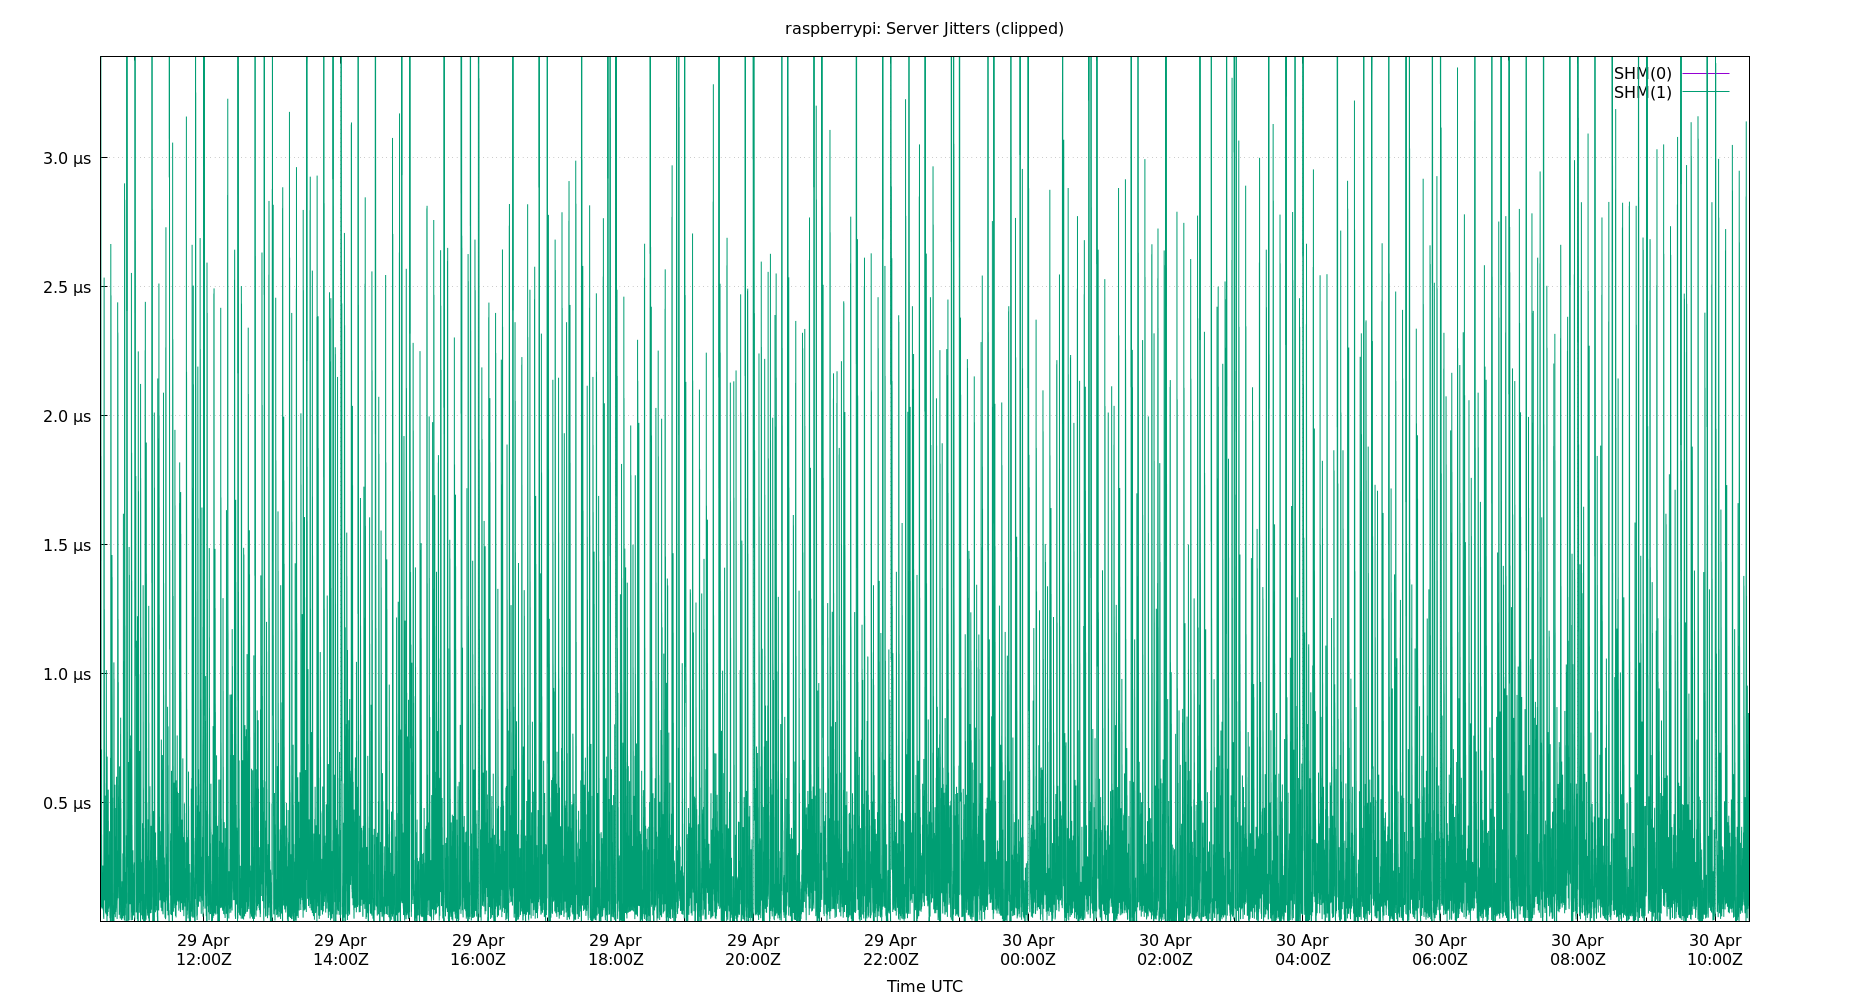 raspberrypi: Server Jitters (clipped)
SHM(0)
SHM(1)
3.0 µs
2.5 µs
2.0 µs
1.5 µs
1.0 µs
0.5 µs
29 Apr 29 Apr 29 Apr 29 Apr 29 Apr 29 Apr 30 Apr 30 Apr 30 Apr 30 Apr 30 Apr 30 Apr
12:00Z 14:00Z 16:00Z 18:00Z 20:00Z 22:00Z 00:00Z 02:00Z 04:00Z 06:00Z 08:00Z 10:00Z
Time UTC